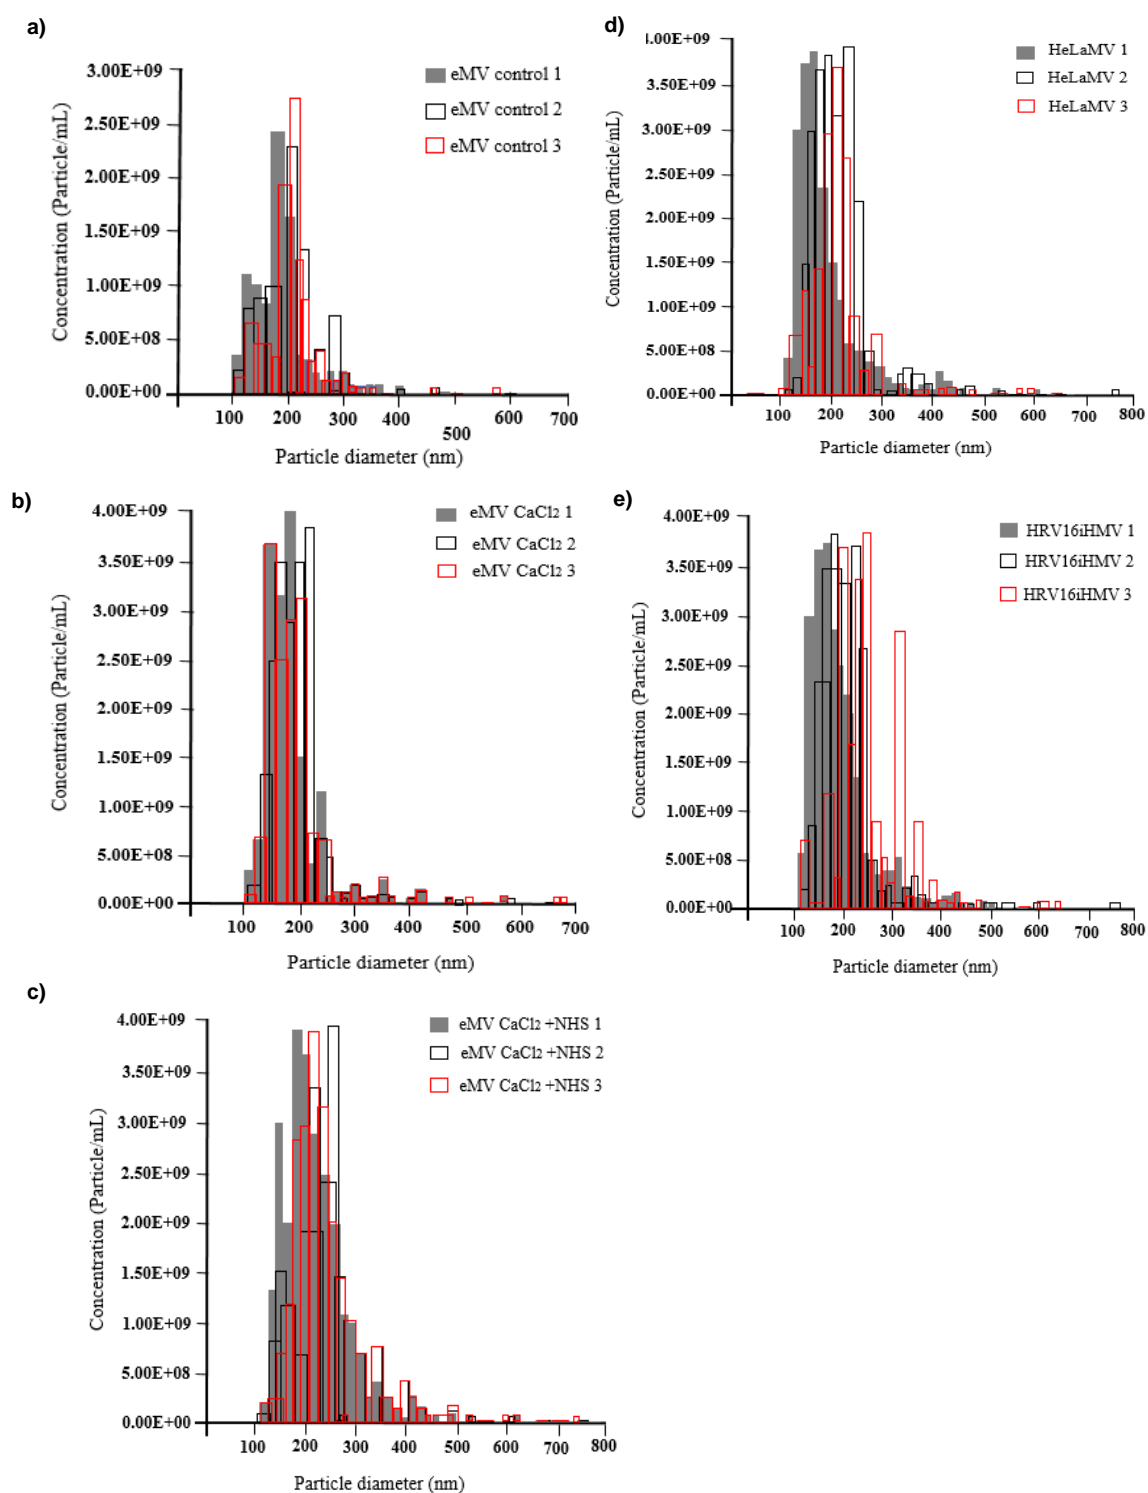 a)
3.00E+09
2.50E+09
2.00E+09
1.50E+09
1.00E+09
5.00E+08
0.00E+00
Concentration (Particle/mL)
100 200 300 400 500 600 700
Particle diameter (nm)
eMV control 1
eMV control 2
eMV control 3
d)
4.00E+09
3.50E+09
3.00E+09
2.50E+09
2.00E+09
1.50E+09
1.00E+09
5.00E+08
0.00E+00
Concentration (Particle/mL)
100 200 300 400 500 600 700 800
Particle diameter (nm)
HeLaMV 1
HeLaMV 2
HeLaMV 3
b)
4.00E+09
3.50E+09
3.00E+09
2.50E+09
2.00E+09
1.50E+09
1.00E+09
5.00E+08
0.00E+00
Concentration (Particle/mL)
100 200 300 400 500 600 700
Particle diameter (nm)
eMV CaCl2 1
eMV CaCl2 2
eMV CaCl2 3
e)
4.00E+09
3.50E+09
3.00E+09
2.50E+09
2.00E+09
1.50E+09
1.00E+09
5.00E+08
0.00E+00
Concentration (Particle/mL)
100 200 300 400 500 600 700 800
Particle diameter (nm)
HRV16iHMV 1
HRV16iHMV 2
HRV16iHMV 3
c)
4.00E+09
3.50E+09
3.00E+09
2.50E+09
2.00E+09
1.50E+09
1.00E+09
5.00E+08
0.00E+00
Concentration (Particle/mL)
100 200 300 400 500 600 700 800
Particle diameter (nm)
eMV CaCl2 +NHS 1
eMV CaCl2 +NHS 2
eMV CaCl2 +NHS 3